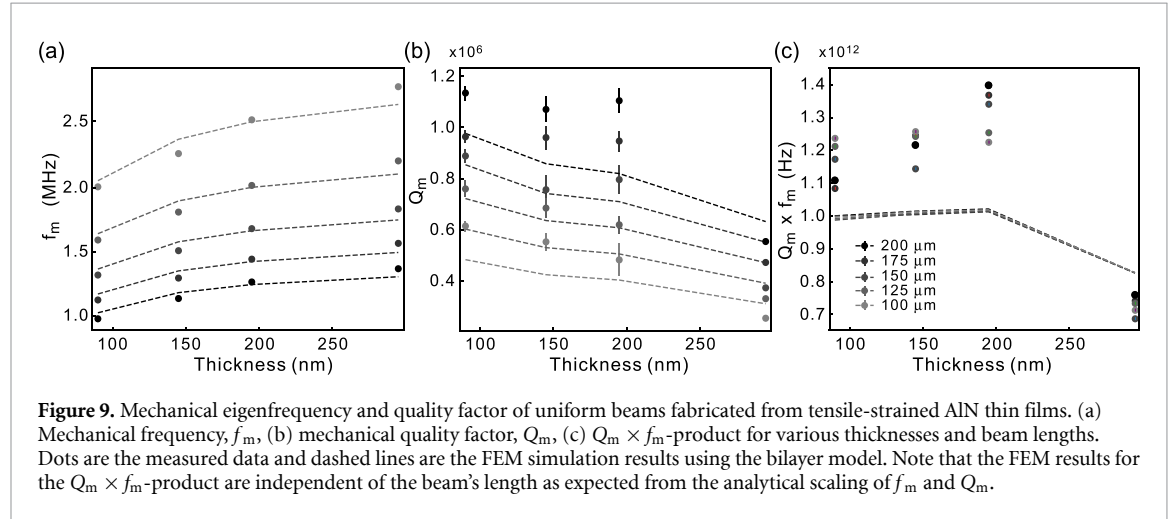 (a)
(b)
x10⁶
(c)
x10¹²
2.5
2.0
1.5
1.0
f_m (MHz)
100
150
200
250
Thickness (nm)
1.2
1.0
0.8
0.6
0.4
Q_m
100
150
200
250
Thickness (nm)
1.4
1.3
1.2
1.1
1.0
0.9
0.8
0.7
Q_m x f_m (Hz)
200 μm
175 μm
150 μm
125 μm
100 μm
100
150
200
250
Thickness (nm)
Figure 9. Mechanical eigenfrequency and quality factor of uniform beams fabricated from tensile-strained AlN thin films. (a)
Mechanical frequency, f_m, (b) mechanical quality factor, Q_m, (c) Q_m × f_m-product for various thicknesses and beam lengths.
Dots are the measured data and dashed lines are the FEM simulation results using the bilayer model. Note that the FEM results for
the Q_m × f_m-product are independent of the beam's length as expected from the analytical scaling of f_m and Q_m.